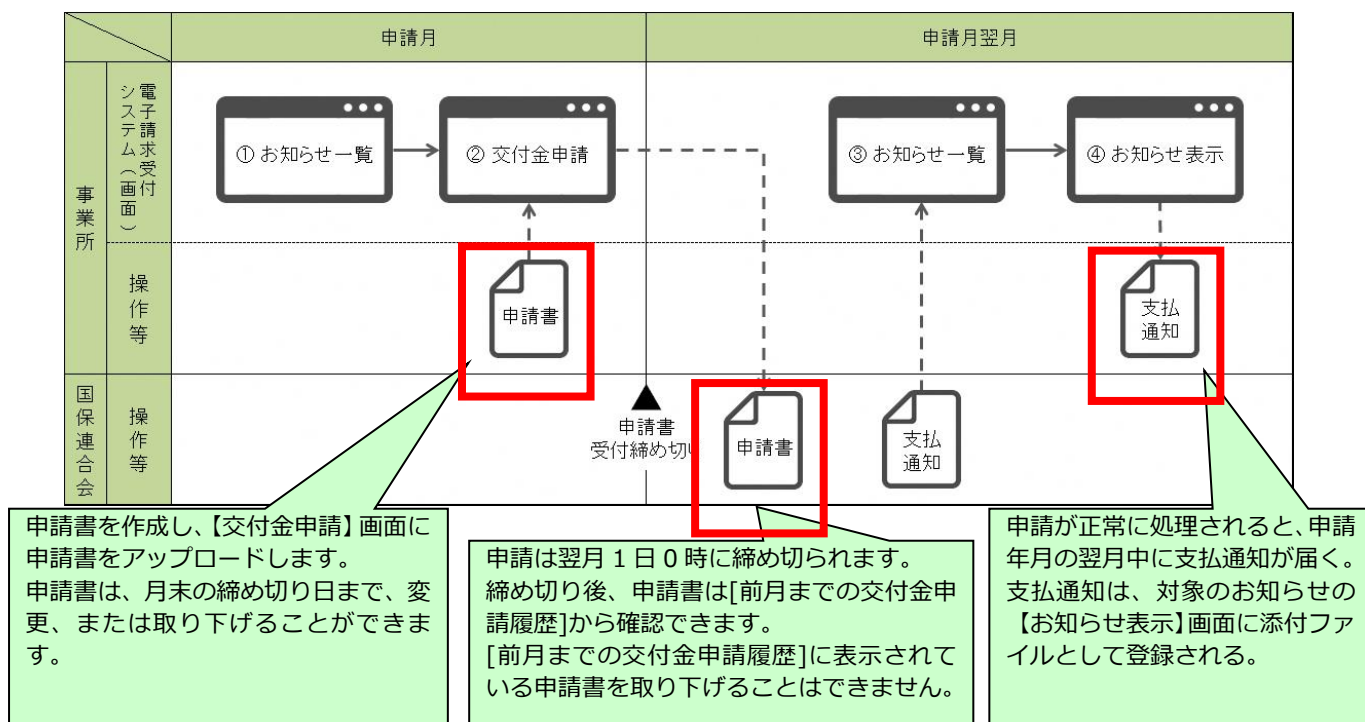 申請月
申請月翌月
事業所
電子請求受付
システム（画面）
① お知らせ一覧
② 交付金申請
③ お知らせ一覧
④ お知らせ表示
操作等
申請書
支払
通知
国保連合会
操作等
申請書
受付締め切り
申請書
支払
通知
申請書を作成し、【交付金申請】画面に
申請書をアップロードします。
申請書は、月末の締め切り日まで、変
更、または取り下げることができま
す。
申請は翌月１日０時に締め切られます。
締め切り後、申請書は[前月までの交付金申
請履歴]から確認できます。
[前月までの交付金申請履歴]に表示されて
いる申請書を取り下げることはできません。
申請が正常に処理されると、申請
年月の翌月中に支払通知が届く。
支払通知は、対象のお知らせの
【お知らせ表示】画面に添付ファ
イルとして登録される。